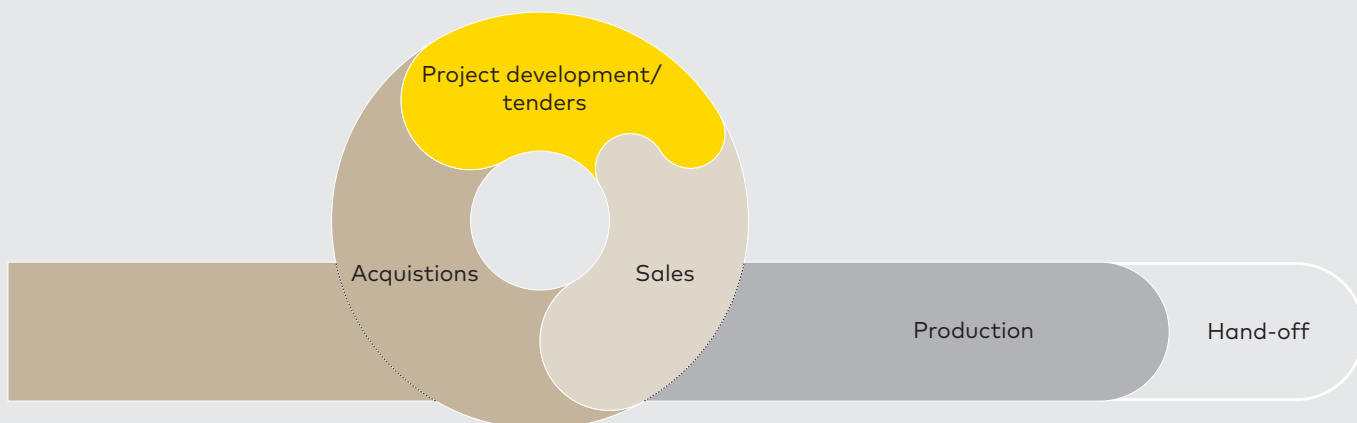 Project development/
tenders
Acquistions
Sales
Production
Hand-off